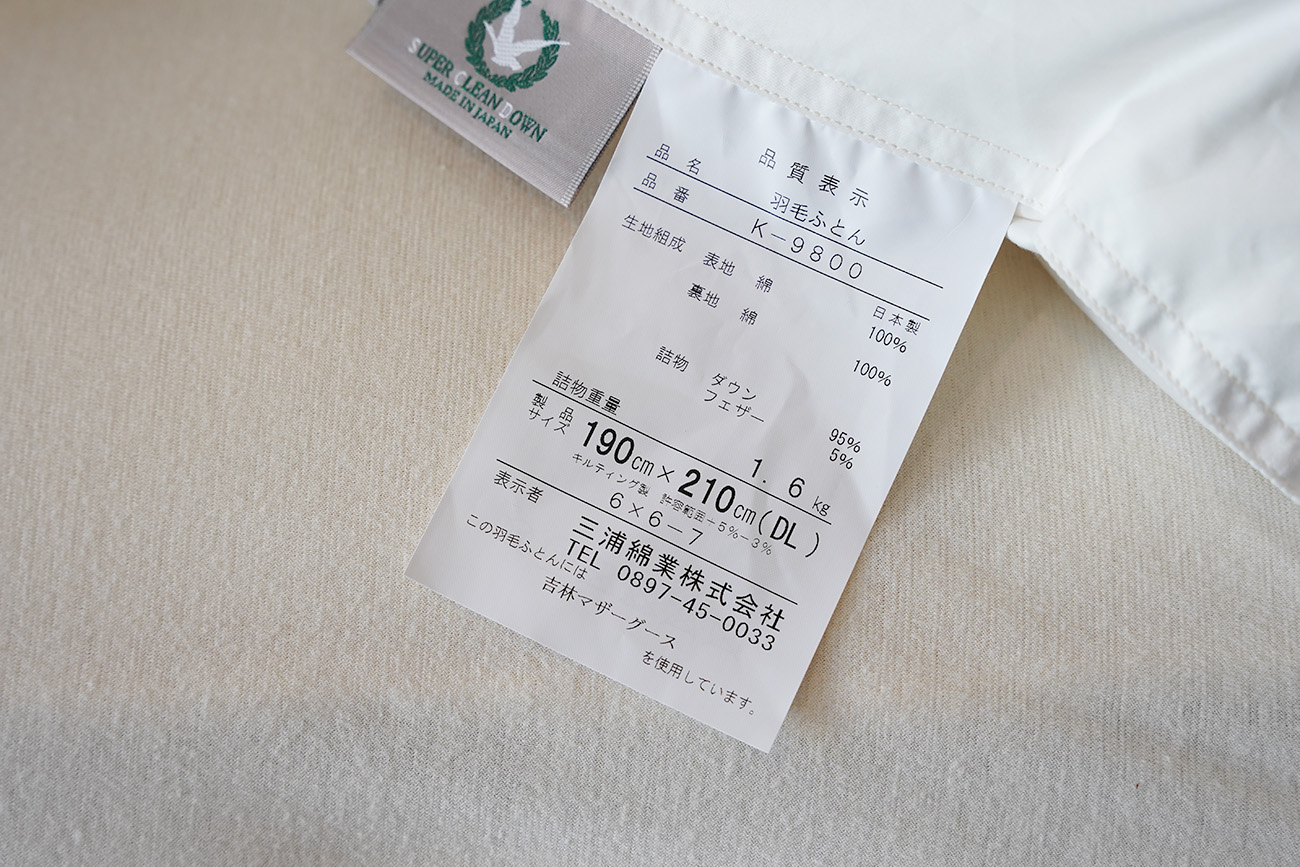 SUPER CLEAN DOWN
MADE IN JAPAN
品質表示
品名 羽毛ふとん
品番 K－9800
日本製
生地組成 表地 綿 100%
裏地 綿 100%
詰物 ダウン 95%
フェザー 5%
詰物重量 1.6kg
製品サイズ 190cm×210cm(DL)
キルティング製 許容範囲＋5%－3%
6×6－7
表示者 三浦綿業株式会社
TEL 0897-45-0033
この羽毛ふとんには
吉林マザーグース
を使用しています。